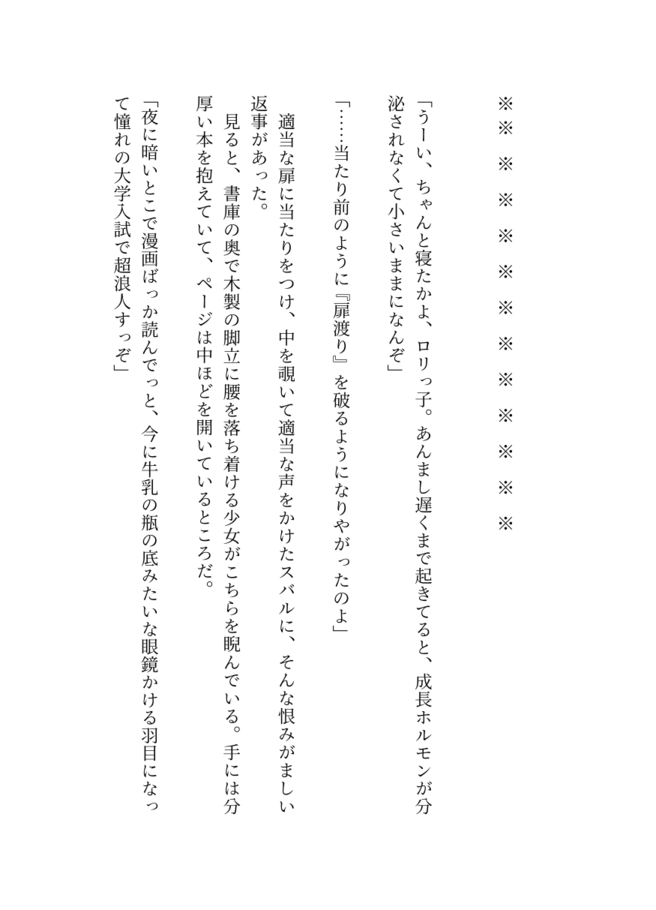 ※※　※　※　※　※　※　※　※　※　※　※　※
「うーい、ちゃんと寝たかよ、ロリっ子。あんまし遅くまで起きてると、成長ホルモンが分
泌されなくて小さいままになんぞ」
「……当たり前のように『扉渡り』を破るようになりやがったのよ」
　適当な扉に当たりをつけ、中を覗いて適当な声をかけたスバルに、そんな恨みがましい
返事があった。
　見ると、書庫の奥で木製の脚立に腰を落ち着ける少女がこちらを睨んでいる。手には分
厚い本を抱えていて、ページは中ほどを開いているところだ。
「夜に暗いとこで漫画ばっか読んでっと、今に牛乳の瓶の底みたいな眼鏡かける羽目になっ
て憧れの大学入試で超浪人すっぞ」